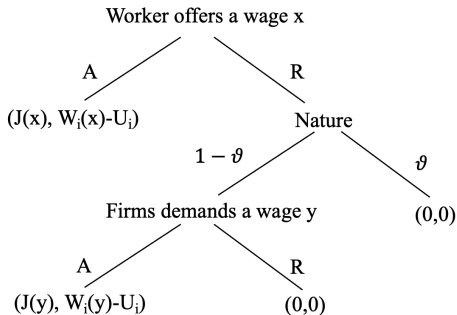 Worker offers a wage x
A
R
(J(x), Wᵢ(x)-Uᵢ)
Nature
1 − 𝜗
𝜗
Firms demands a wage y
(0,0)
A
R
(J(y), Wᵢ(y)-Uᵢ)
(0,0)